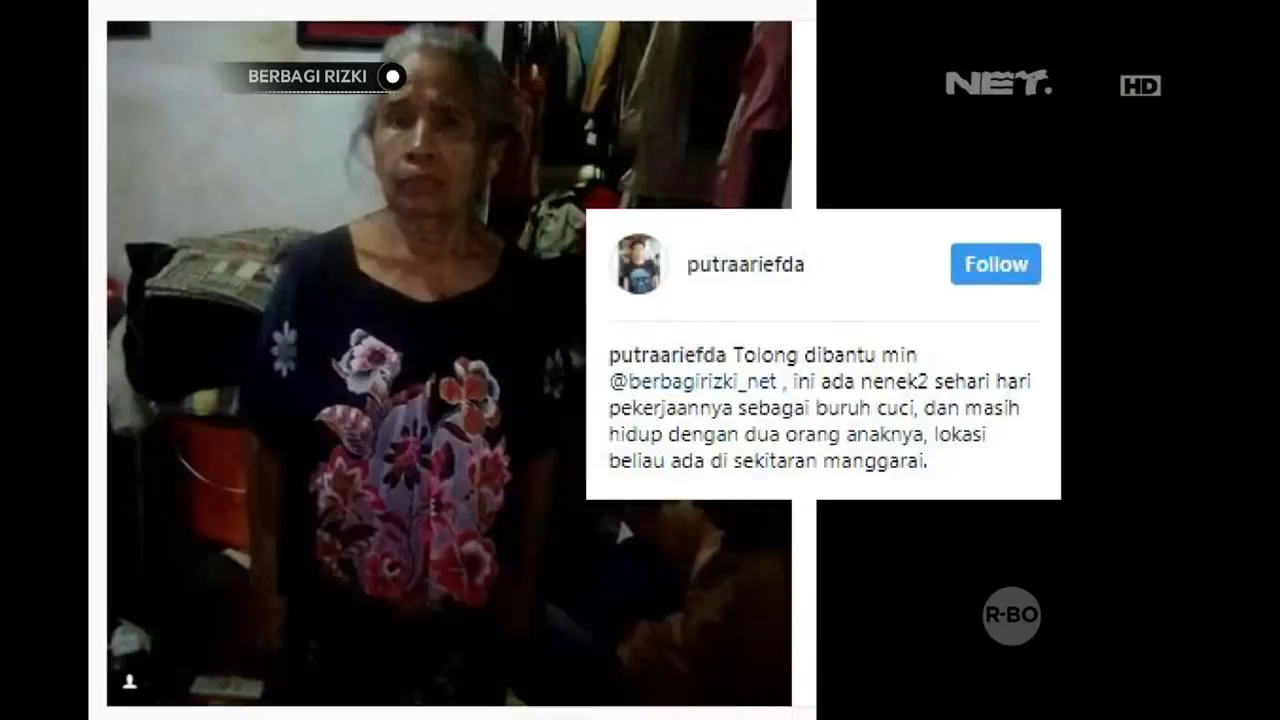 BERBAGI RIZKI
NET.
HD
putraariefda
Follow
putraariefda Tolong dibantu min
@berbagirizki_net , ini ada nenek2 sehari hari
pekerjaannya sebagai buruh cuci, dan masih
hidup dengan dua orang anaknya, lokasi
beliau ada di sekitaran manggarai.
R-BO